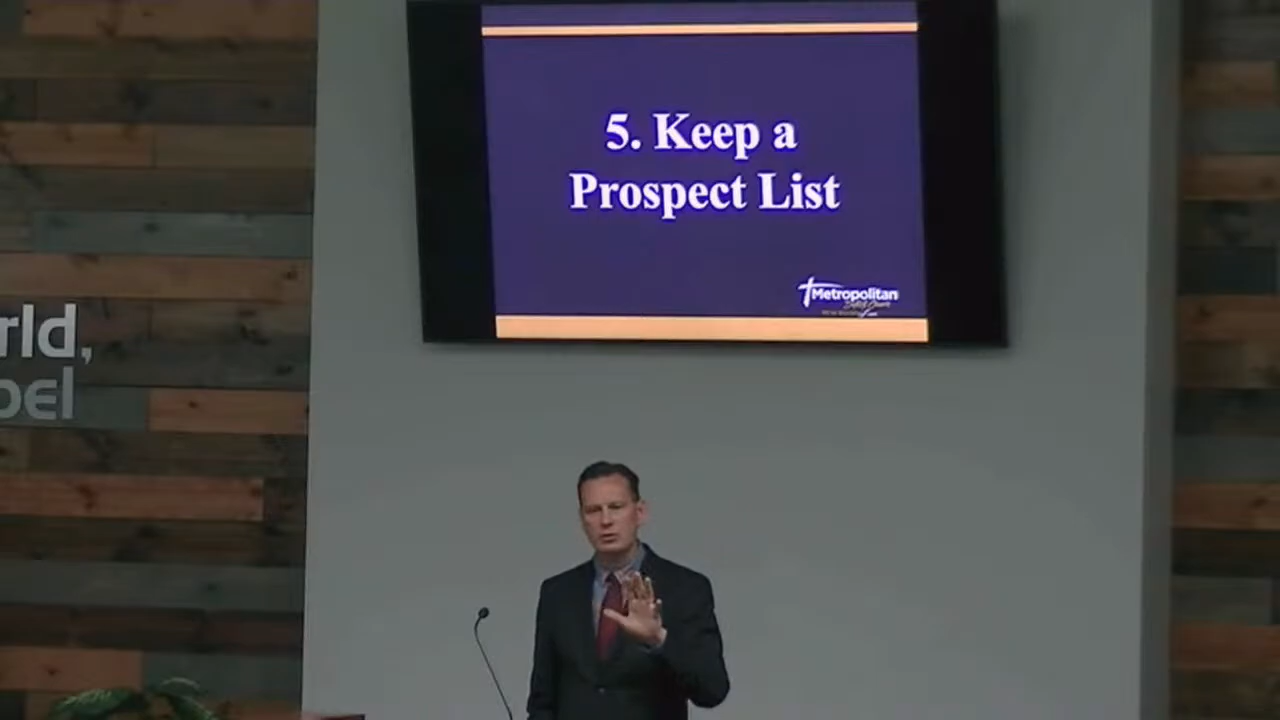 5. Keep a
Prospect List
Metropolitan
rld,
pel